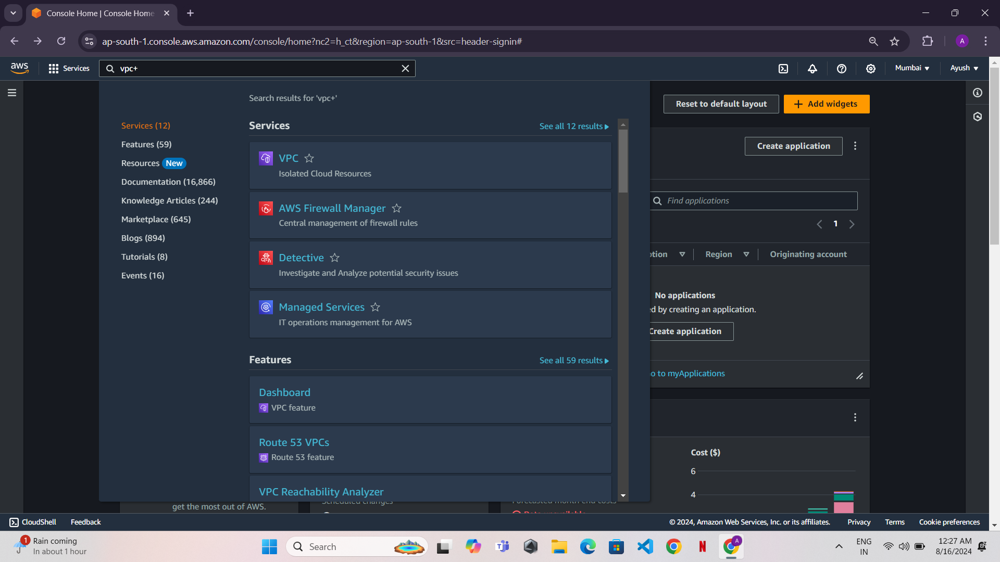 Console Home | Console Home
ap-south-1.console.aws.amazon.com/console/home?nc2=h_ct&region=ap-south-1&src=header-signin#
A
aws
Services
vpc+
Mumbai
Ayush
Search results for 'vpc+'
Reset to default layout
Add widgets
Services (12)
Features (59)
Resources New
Documentation (16,866)
Knowledge Articles (244)
Marketplace (645)
Blogs (894)
Tutorials (8)
Events (16)
Services
See all 12 results
VPC
Isolated Cloud Resources
AWS Firewall Manager
Central management of firewall rules
Detective
Investigate and Analyze potential security issues
Managed Services
IT operations management for AWS
Features
See all 59 results
Dashboard
VPC feature
Route 53 VPCs
Route 53 feature
VPC Reachability Analyzer
Create application
Find applications
1
Region
Originating account
No applications
by creating an application.
Create application
to myApplications
Cost ($)
6
4
get the most out of AWS.
CloudShell
Feedback
© 2024, Amazon Web Services, Inc. or its affiliates.
Privacy
Terms
Cookie preferences
1
Rain coming
In about 1 hour
Search
A
ENG
IN
12:27 AM
8/16/2024